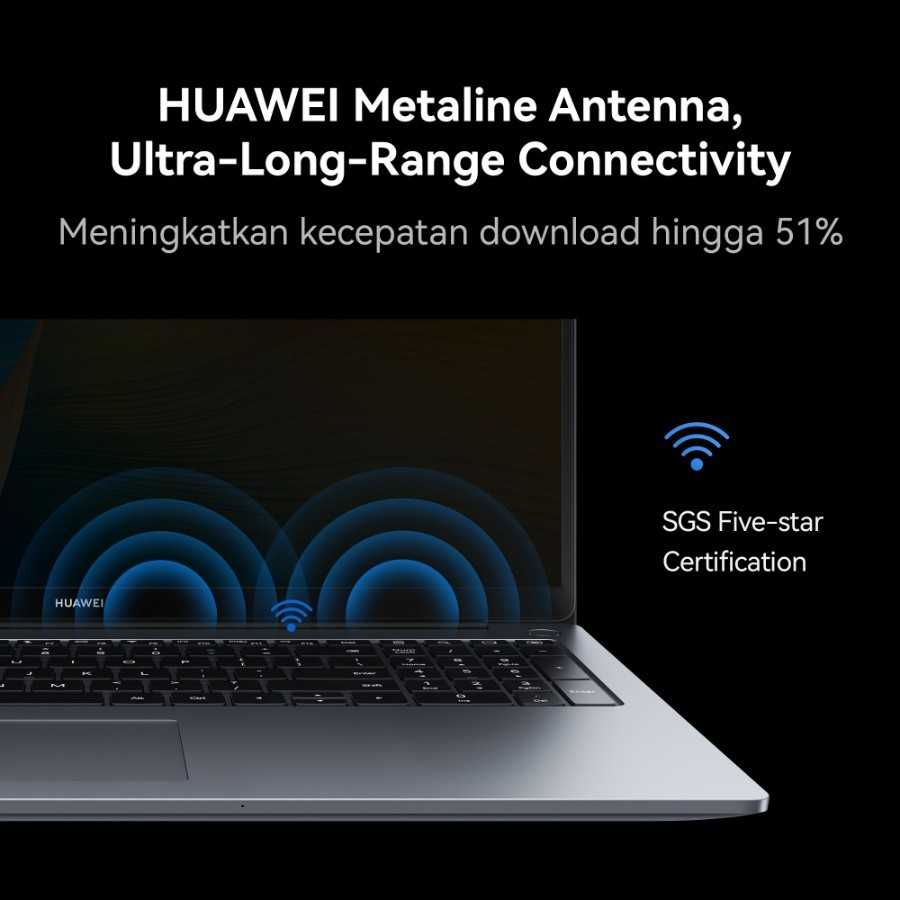 HUAWEI Metaline Antenna,
Ultra-Long-Range Connectivity
Meningkatkan kecepatan download hingga 51%
SGS Five-star
Certification
HUAWEI